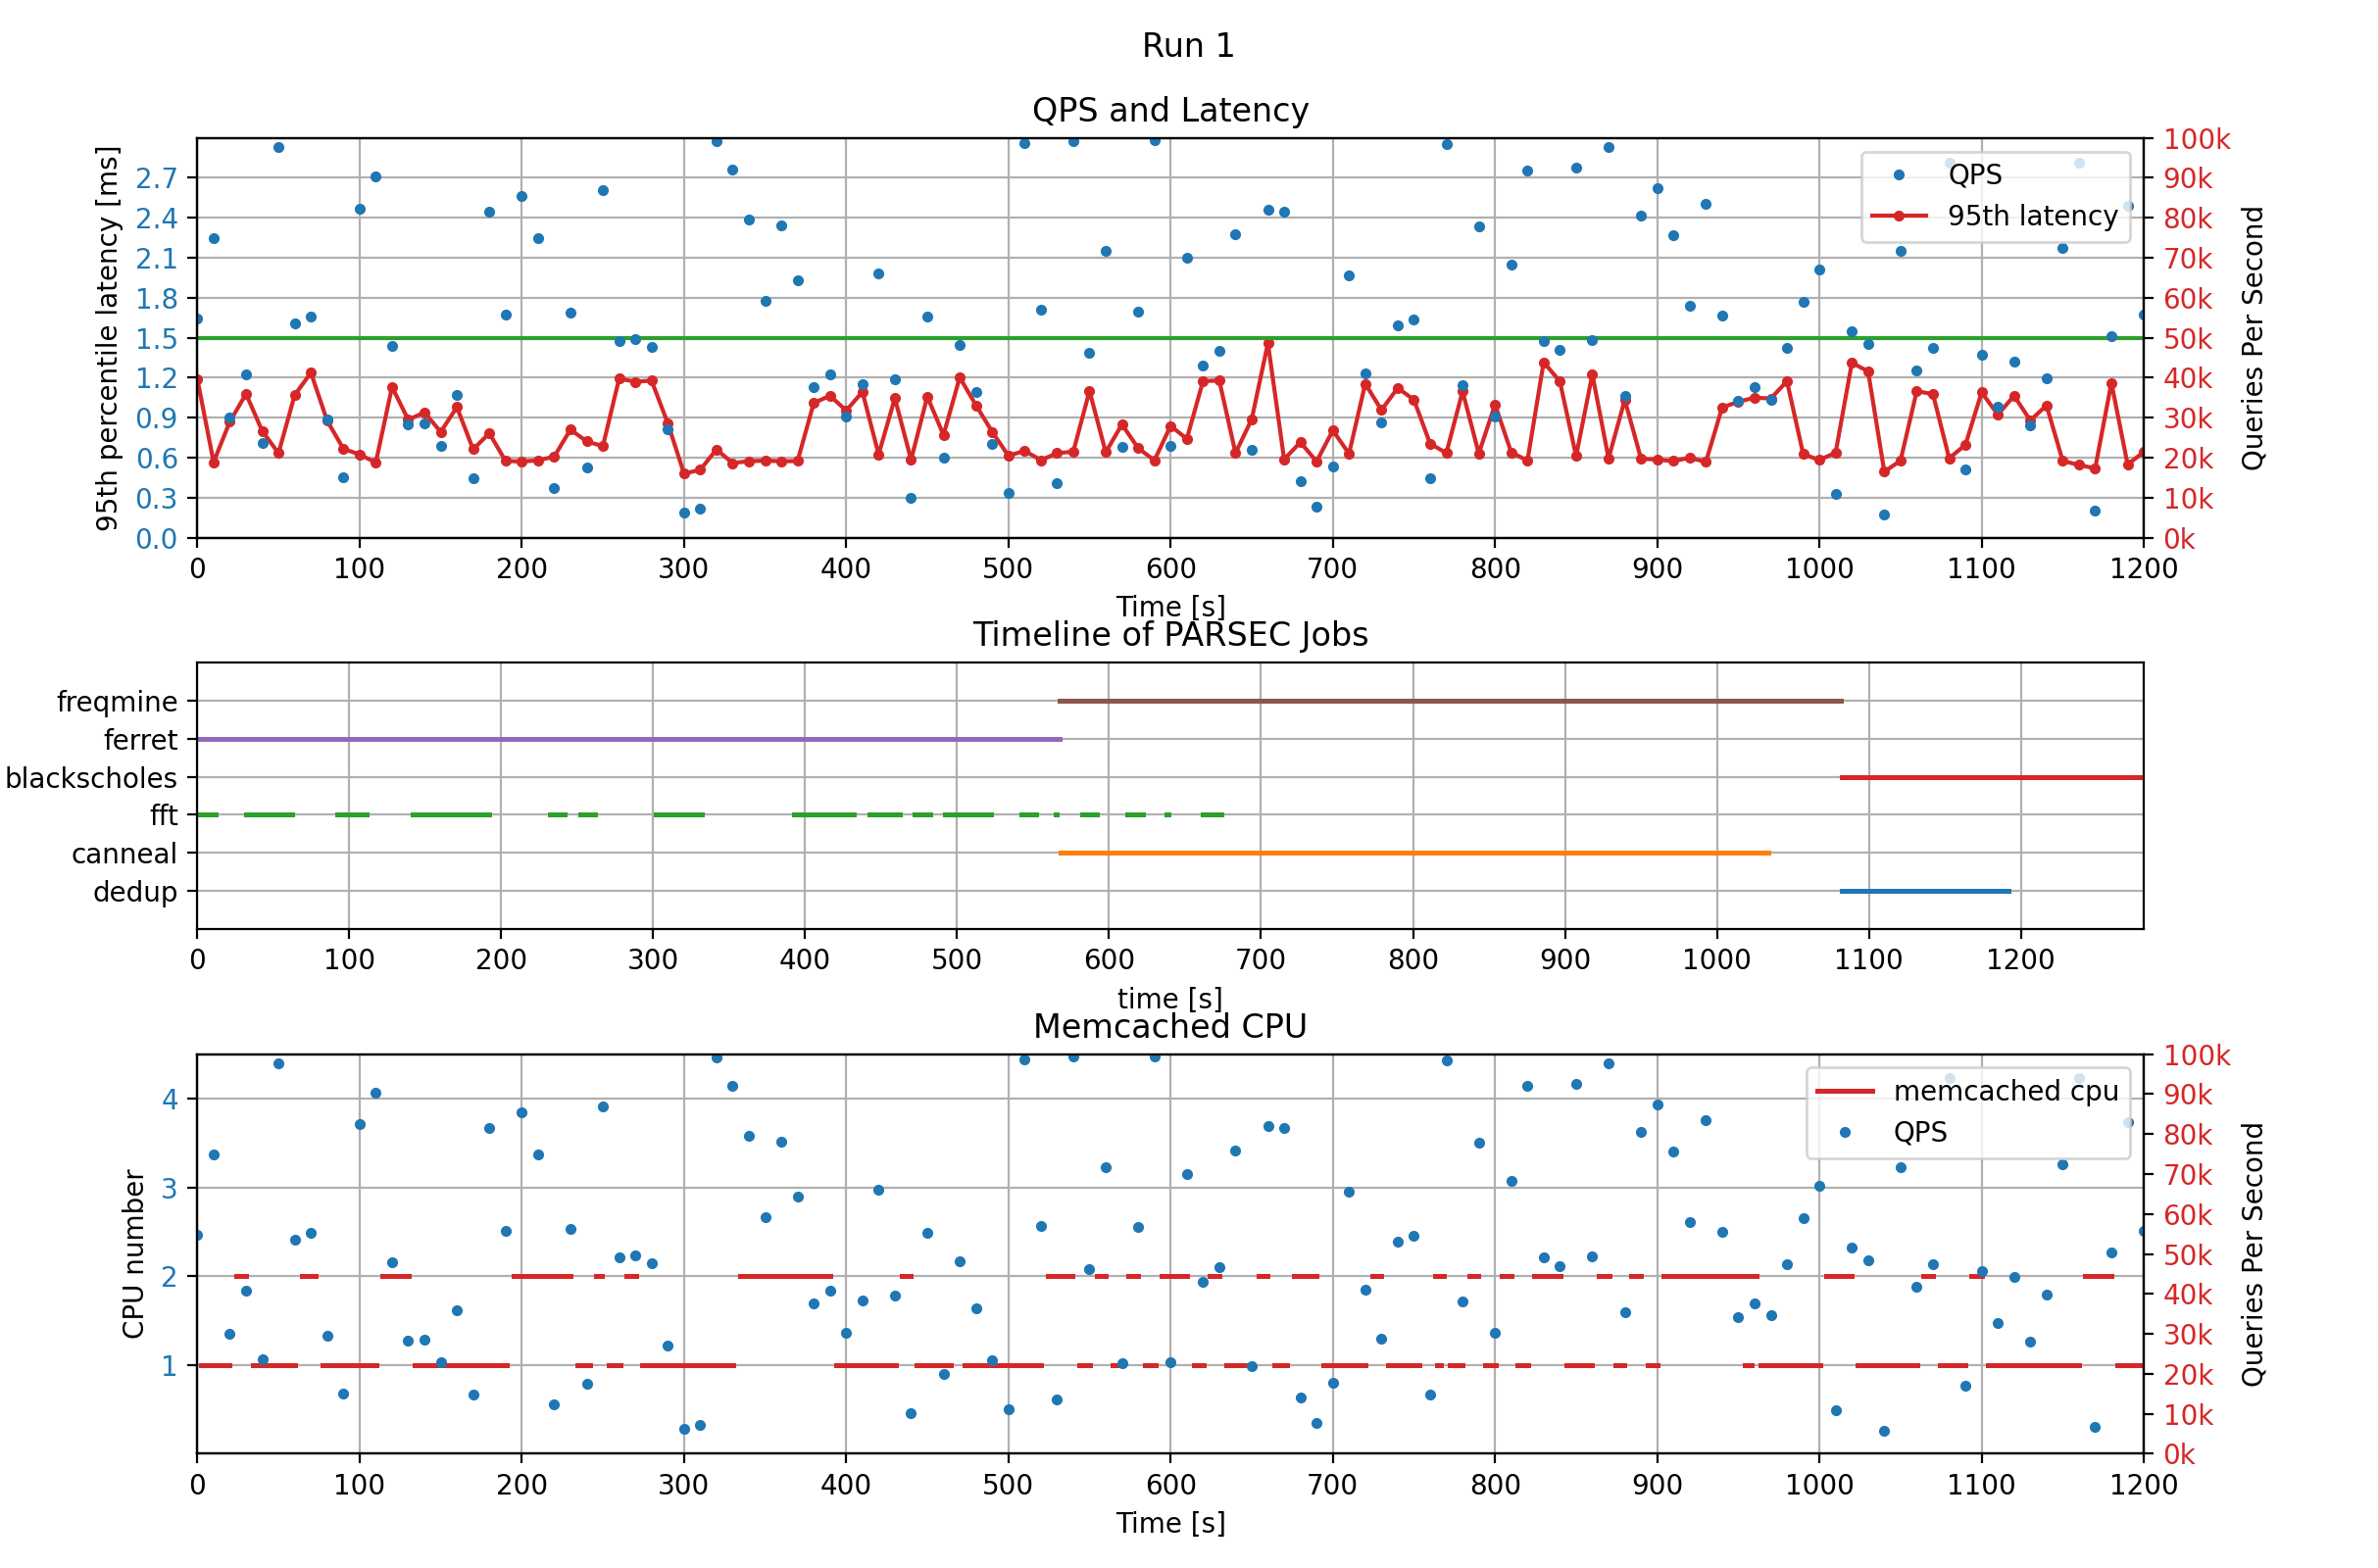 Run 1
QPS and Latency
95th percentile latency [ms]
2.7
2.4
2.1
1.8
1.5
1.2
0.9
0.6
0.3
0.0
100k
90k
80k
70k
60k
50k
40k
30k
20k
10k
0k
Queries Per Second
QPS
95th latency
0 100 200 300 400 500 600 700 800 900 1000 1100 1200
Time [s]
Timeline of PARSEC Jobs
freqmine
ferret
blackscholes
fft
canneal
dedup
0 100 200 300 400 500 600 700 800 900 1000 1100 1200
time [s]
Memcached CPU
CPU number
4
3
2
1
100k
90k
80k
70k
60k
50k
40k
30k
20k
10k
0k
Queries Per Second
memcached cpu
QPS
0 100 200 300 400 500 600 700 800 900 1000 1100 1200
Time [s]